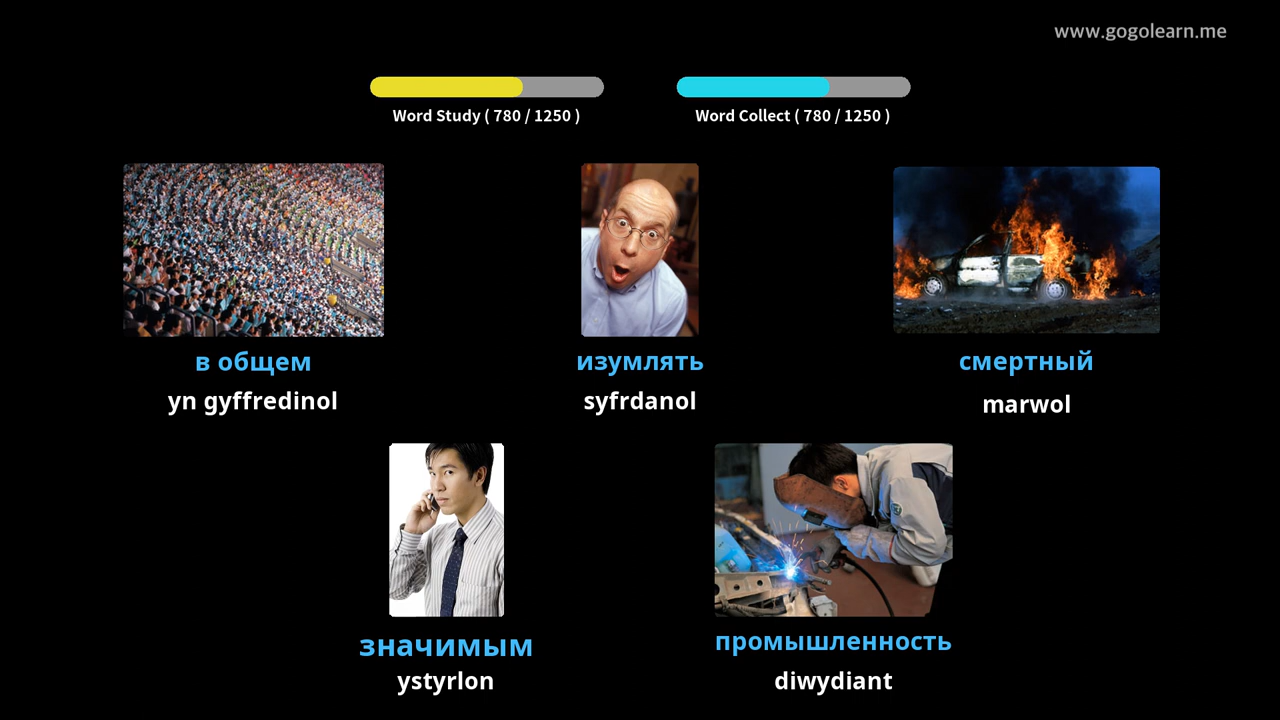 www.gogolearn.me
Word Study ( 780 / 1250 )
Word Collect ( 780 / 1250 )
в общем
yn gyffredinol
изумлять
syfrdanol
смертный
marwol
значимым
ystyrlon
промышленность
diwydiant